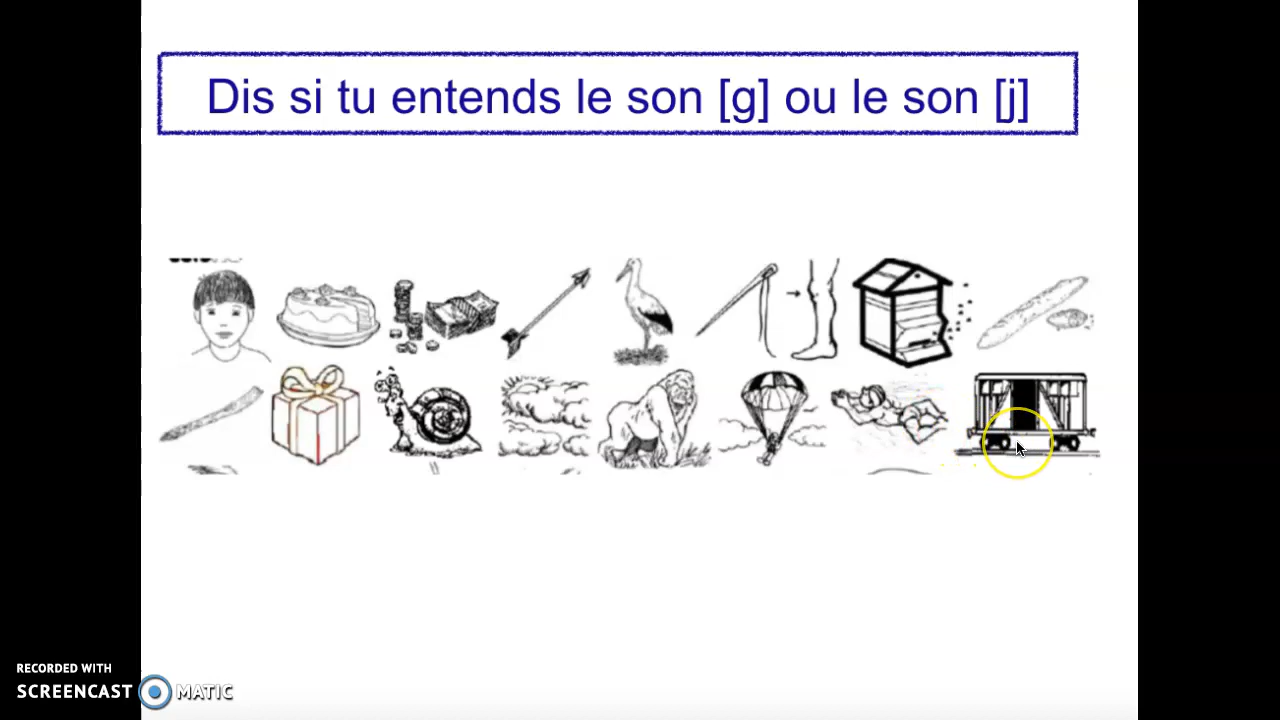 Dis si tu entends le son [g] ou le son [j]
RECORDED WITH
SCREENCAST MATIC